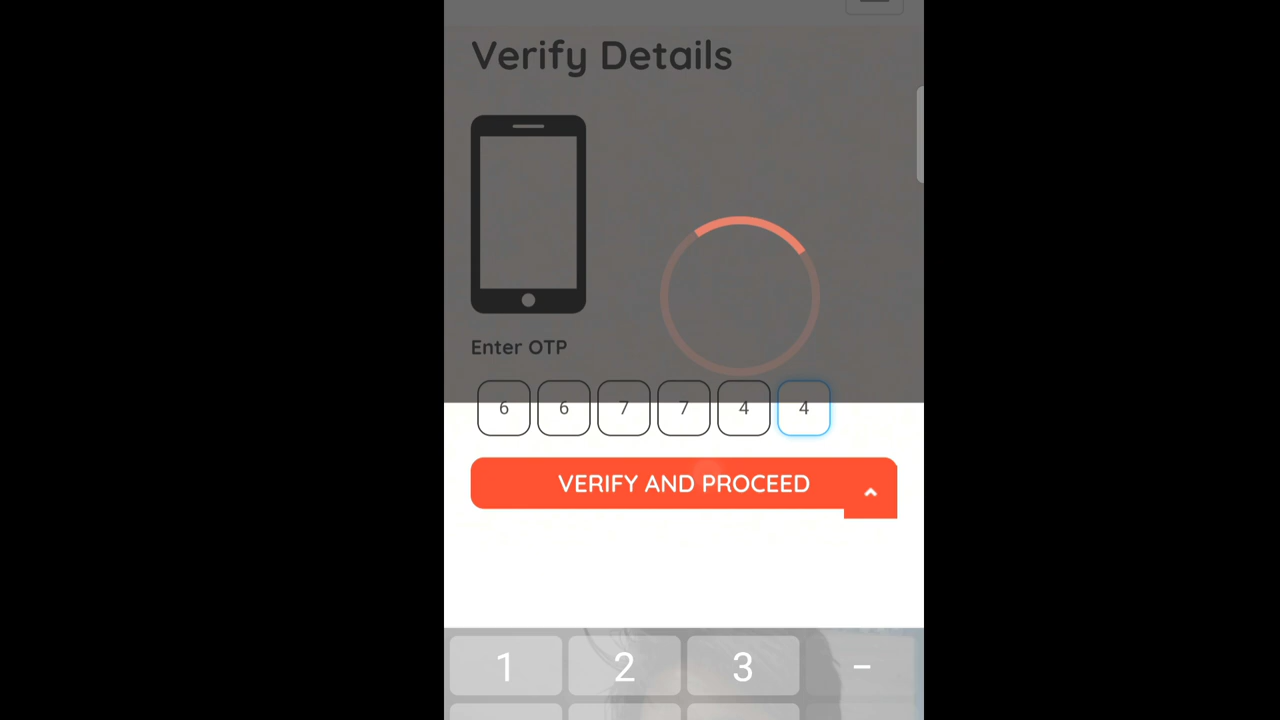 Verify Details
Enter OTP
6 6 7 7 4 4
VERIFY AND PROCEED
1 2 3 −